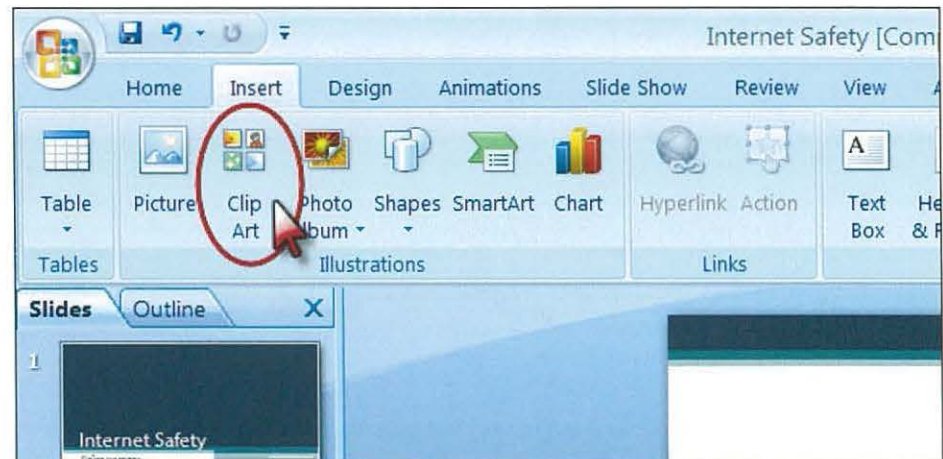 Internet Safety [Com
Home Insert Design Animations Slide Show Review View
Table Picture Clip Art Photo lbum Shapes SmartArt Chart Hyperlink Action A Text Box He & F
Tables Illustrations Links
Slides Outline X
1
Internet Safety